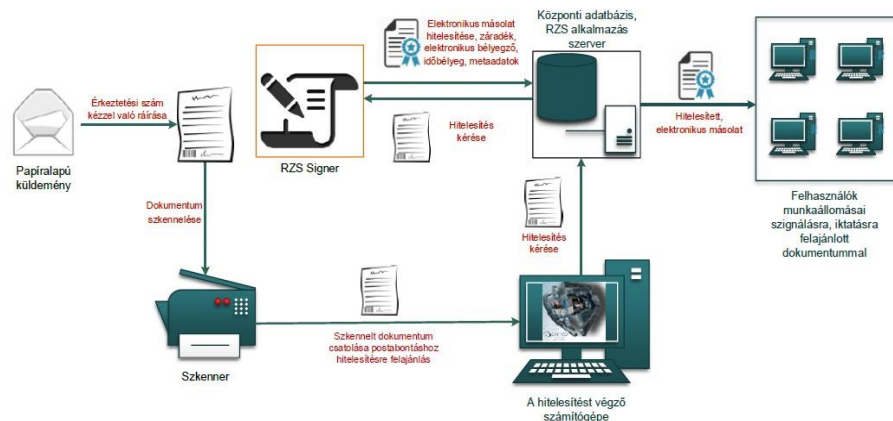 Elektronikus másolat
hitelesítése, záradék,
elektronikus bélyegző,
időbélyeg, metaadatok
Központi adatbázis,
RZS alkalmazás
szerver
Érkeztetési szám
kézzel való ráírása
Papíralapú
küldemény
RZS Signer
Hitelesítés
kérése
Hitelesített,
elektronikus másolat
Felhasználók
munkaállomásai
szignálásra, iktatásra
felajánlott
dokumentummal
Dokumentum
szkennelése
Hitelesítés
kérése
Szkenner
Szkennelt dokumentum
csatolása postabontáshoz
hitelesítésre felajánlás
A hitelesítést végző
számítógépe